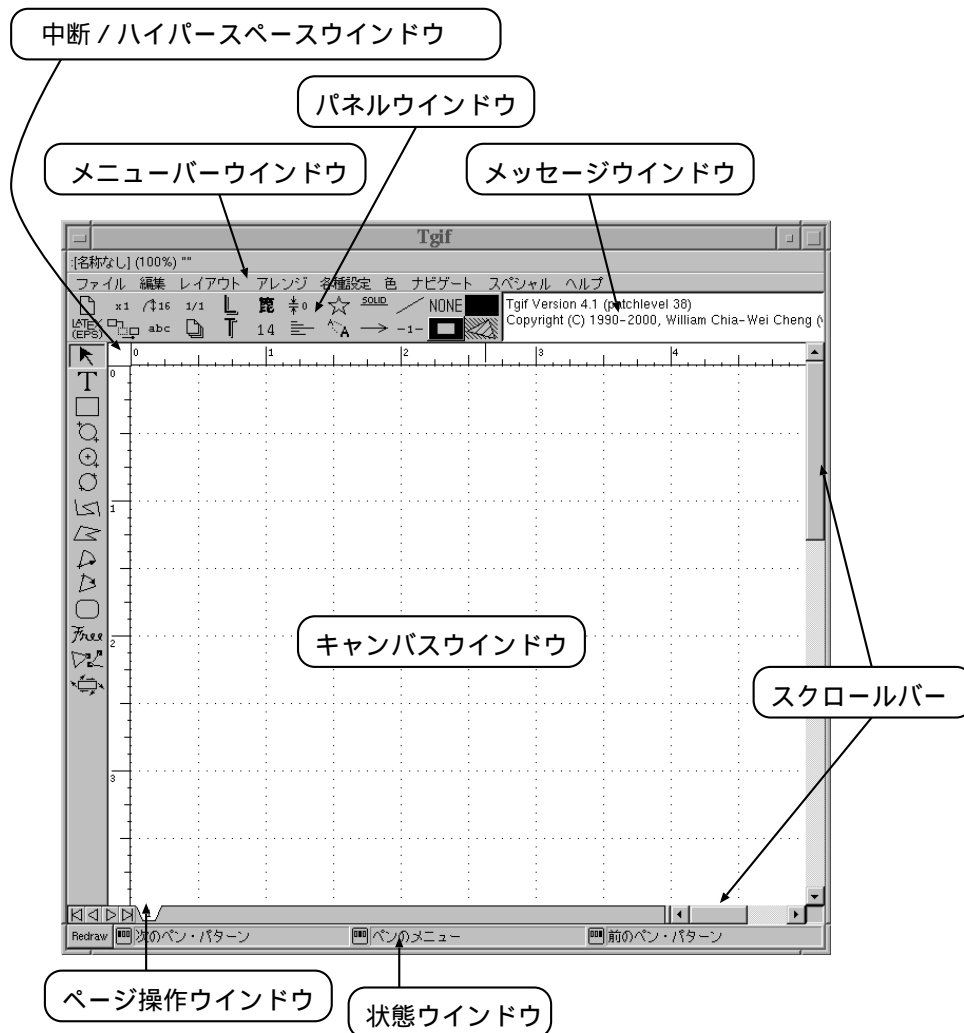 中断 / ハイパースペースウインドウ
パネルウインドウ
メニューバーウインドウ
メッセージウインドウ
Tgif
:[名称なし] (100%) ""
ファイル 編集 レイアウト アレンジ 各種設定 色 ナビゲート スペシャル ヘルプ
x1 16 1/1 0 SOLID NONE
Tgif Version 4.1 (patchlevel 38)
LATEX (EPS) abc 14 A -1-
Copyright (C) 1990-2000, William Chia-Wei Cheng
0 1 2 3 4
0
T
1
Free
2
キャンバスウインドウ
スクロールバー
3
Redraw 次のペン・パターン ペンのメニュー 前のペン・パターン
ページ操作ウインドウ
状態ウインドウ